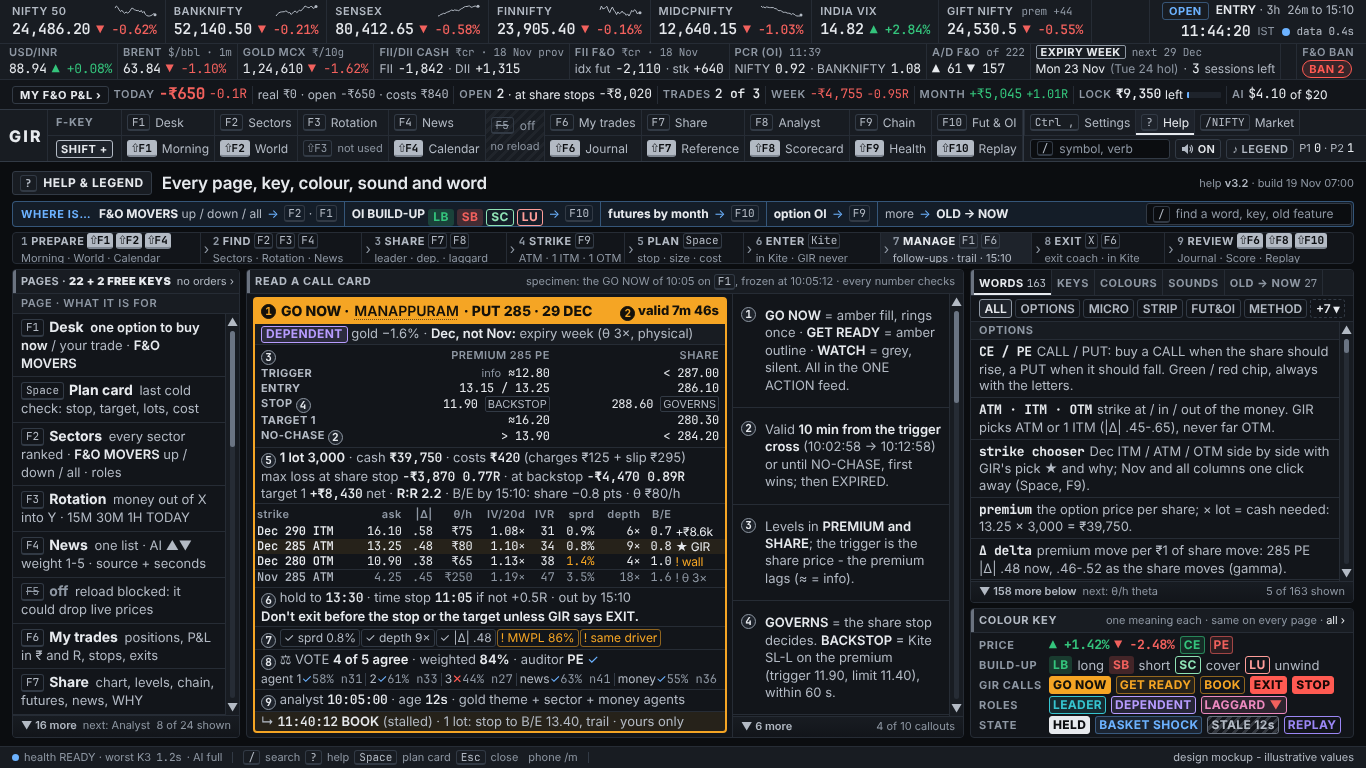 NIFTY 50 BANKNIFTY SENSEX FINNIFTY MIDCPNIFTY INDIA VIX GIFT NIFTY prem +44 OPEN ENTRY · 3h 26m to 15:10
24,486.20 ▼ -0.62% 52,140.50 ▼ -0.21% 80,412.65 ▼ -0.58% 23,905.40 ▼ -0.16% 12,640.15 ▼ -1.03% 14.82 ▲ +2.84% 24,530.5 ▼ -0.55% 11:44:20 IST ● data 0.4s
USD/INR BRENT $/bbl · 1m GOLD MCX ₹/10g FII/DII CASH ₹cr · 18 Nov prov FII F&O ₹cr · 18 Nov PCR (OI) 11:39 A/D F&O of 222 EXPIRY WEEK next 29 Dec F&O BAN
88.94 ▲ +0.08% 63.84 ▼ -1.10% 1,24,610 ▼ -1.62% FII -1,842 · DII +1,315 idx fut -2,110 · stk +640 NIFTY 0.92 · BANKNIFTY 1.08 ▲ 61 ▼ 157 Mon 23 Nov (Tue 24 hol) · 3 sessions left BAN 2
MY F&O P&L › TODAY -₹650 -0.1R real ₹0 · open -₹650 · costs ₹840 OPEN 2 · at share stops -₹8,020 TRADES 2 of 3 WEEK -₹4,755 -0.95R MONTH +₹5,045 +1.01R LOCK ₹9,350 left AI $4.10 of $20
GIR F-KEY F1 Desk F2 Sectors F3 Rotation F4 News F5 off F6 My trades F7 Share F8 Analyst F9 Chain F10 Fut & OI Ctrl , Settings ? Help /NIFTY Market
SHIFT + ⇧F1 Morning ⇧F2 World ⇧F3 not used ⇧F4 Calendar no reload ⇧F6 Journal ⇧F7 Reference ⇧F8 Scorecard ⇧F9 Health ⇧F10 Replay / symbol, verb ON ♪ LEGEND P1 0 · P2 1
? HELP & LEGEND Every page, key, colour, sound and word help v3.2 · build 19 Nov 07:00
WHERE IS... F&O MOVERS up / down / all → F2 · F1 OI BUILD-UP LB SB SC LU → F10 futures by month → F10 option OI → F9 more → OLD → NOW / find a word, key, old feature
1 PREPARE ⇧F1 ⇧F2 ⇧F4 › 2 FIND F2 F3 F4 › 3 SHARE F7 F8 › 4 STRIKE F9 › 5 PLAN Space › 6 ENTER Kite › 7 MANAGE F1 F6 › 8 EXIT X F6 › 9 REVIEW ⇧F6 ⇧F8 ⇧F10
Morning · World · Calendar Sectors · Rotation · News leader · dep. · laggard ATM · 1 ITM · 1 OTM stop · size · cost in Kite · GIR never follow-ups · trail · 15:10 exit coach · in Kite Journal · Score · Replay
PAGES · 22 + 2 FREE KEYS no orders ›
PAGE · WHAT IT IS FOR
F1 Desk one option to buy
now / your trade · F&O
MOVERS
Space Plan card last cold
check: stop, target, lots, cost
F2 Sectors every sector
ranked · F&O MOVERS up /
down / all · roles
F3 Rotation money out of X
into Y · 15M 30M 1H TODAY
F4 News one list · AI ▲▼
weight 1-5 · source + seconds
F5 off reload blocked: it
could drop live prices
F6 My trades positions, P&L
in ₹ and R, stops, exits
F7 Share chart, levels, chain,
futures, news, WHY
▼ 16 more next: Analyst 8 of 24 shown
READ A CALL CARD specimen: the GO NOW of 10:05 on F1, frozen at 10:05:12 · every number checks
1 GO NOW · MANAPPURAM · PUT 285 · 29 DEC 2 valid 7m 46s
DEPENDENT gold −1.6% · Dec, not Nov: expiry week (θ 3×, physical)
3 PREMIUM 285 PE SHARE
TRIGGER info ≈12.80 < 287.00
ENTRY 13.15 / 13.25 286.10
STOP 4 11.90 BACKSTOP 288.60 GOVERNS
TARGET 1 ≈16.20 280.30
NO-CHASE 2 > 13.90 < 284.20
5 1 lot 3,000 · cash ₹39,750 · costs ₹420 (charges ₹125 + slip ₹295)
max loss at share stop -₹3,870 0.77R · at backstop -₹4,470 0.89R
target 1 +₹8,430 net · R:R 2.2 · B/E by 15:10: share −0.8 pts · θ ₹80/h
strike ask |Δ| θ/h IV/20d IVR sprd depth B/E
Dec 290 ITM 16.10 .58 ₹75 1.08× 31 0.9% 6× 0.7 +₹8.6k
Dec 285 ATM 13.25 .48 ₹80 1.10× 34 0.8% 9× 0.8 ★ GIR
Dec 280 OTM 10.90 .38 ₹65 1.13× 38 1.4% 4× 1.0 ! wall
Nov 285 ATM 4.25 .45 ₹250 1.19× 47 3.5% 18× 1.6 ! θ 3×
6 hold to 13:30 · time stop 11:05 if not +0.5R · out by 15:10
Don't exit before the stop or the target unless GIR says EXIT.
7 ✓ sprd 0.8% ✓ depth 9× ✓ |Δ| .48 ! MWPL 86% ! same driver
8 ⚖ VOTE 4 of 5 agree · weighted 84% · auditor PE ✓
agent 1✓58% n31 2✓61% n33 3✕44% n27 news✓63% n41 money✓55% n36
9 analyst 10:05:00 · age 12s · gold theme + sector + money agents
↳ 11:40:12 BOOK (stalled) · 1 lot: stop to B/E 13.40, trail · yours only
1 GO NOW = amber fill, rings
once · GET READY = amber
outline · WATCH = grey,
silent. All in the ONE
ACTION feed.
2 Valid 10 min from the trigger
cross (10:02:58 → 10:12:58)
or until NO-CHASE, first
wins; then EXPIRED.
3 Levels in PREMIUM and
SHARE; the trigger is the
share price - the premium
lags (≈ = info).
4 GOVERNS = the share stop
decides. BACKSTOP = Kite
SL-L on the premium
(trigger 11.90, limit 11.40),
within 60 s.
▼ 6 more 4 of 10 callouts
WORDS 163 KEYS COLOURS SOUNDS OLD → NOW 27
ALL OPTIONS MICRO STRIP FUT&OI METHOD +7 ▾
OPTIONS
CE / PE CALL / PUT: buy a CALL when the share should
rise, a PUT when it should fall. Green / red chip, always
with the letters.
ATM · ITM · OTM strike at / in / out of the money. GIR
picks ATM or 1 ITM (|Δ| .45-.65), never far OTM.
strike chooser Dec ITM / ATM / OTM side by side with
GIR's pick ★ and why; Nov and all columns one click
away (Space, F9).
premium the option price per share; × lot = cash needed:
13.25 × 3,000 = ₹39,750.
Δ delta premium move per ₹1 of share move: 285 PE
|Δ| .48 now, .46-.52 as the share moves (gamma).
▼ 158 more below next: θ/h theta 5 of 163 shown
COLOUR KEY one meaning each · same on every page · all ›
PRICE ▲ +1.42% ▼ -2.48% CE PE
BUILD-UP LB long SB short SC cover LU unwind
GIR CALLS GO NOW GET READY BOOK EXIT STOP
ROLES LEADER DEPENDENT LAGGARD ▼
STATE HELD BASKET SHOCK STALE 12s REPLAY
● health READY · worst K3 1.2s · AI full / search ? help Space plan card Esc close phone /m design mockup - illustrative values